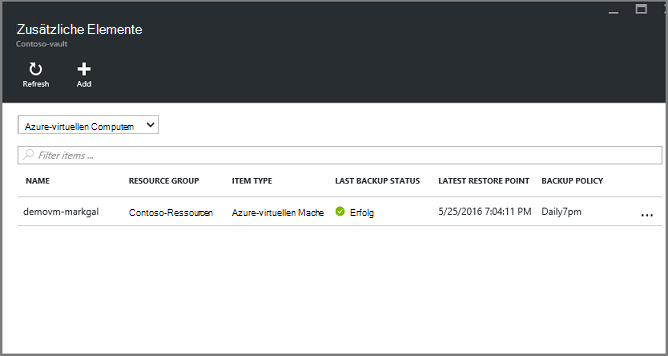 Zusätzliche Elemente
Contoso-vault
Refresh Add
Azure-virtuellen Computern
Filter items ...
NAME RESOURCE GROUP ITEM TYPE LAST BACKUP STATUS LATEST RESTORE POINT BACKUP POLICY
demovm-markgal Contoso-Ressourcen Azure-virtuellen Mache Erfolg 5/25/2016 7:04:11 PM Daily7pm ...